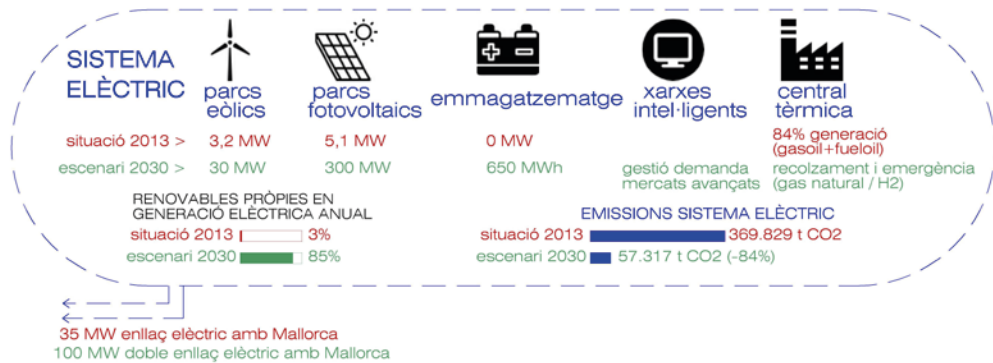 SISTEMA
ELÈCTRIC
parcs
eòlics
parcs
fotovoltaics
emmagatzematge
xarxes
intel·ligents
central
tèrmica
situació 2013 > 3,2 MW 5,1 MW 0 MW 84% generació
(gasoil+fueloil)
escenari 2030 > 30 MW 300 MW 650 MWh gestió demanda
mercats avançats
recolzament i emergència
(gas natural / H2)
RENOVABLES PRÒPIES EN
GENERACIÓ ELÈCTRICA ANUAL
situació 2013 3%
escenari 2030 85%
EMISSIONS SISTEMA ELÈCTRIC
situació 2013 369.829 t CO2
escenari 2030 57.317 t CO2 (-84%)
35 MW enllaç elèctric amb Mallorca
100 MW doble enllaç elèctric amb Mallorca